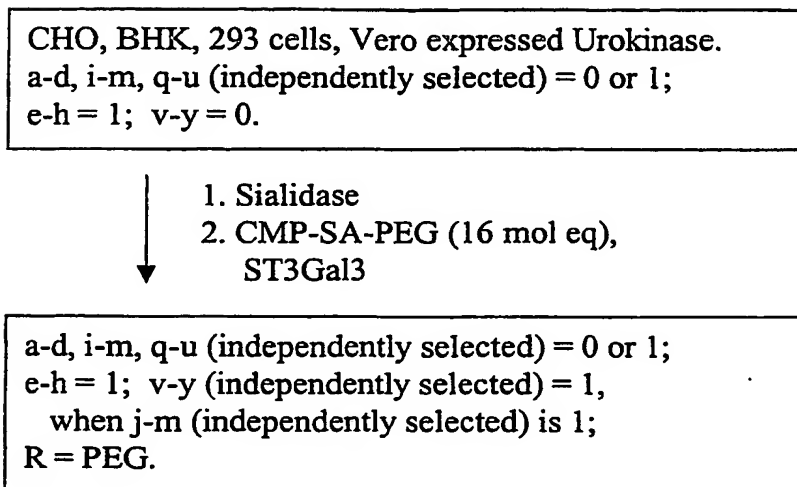 CHO, BHK, 293 cells, Vero expressed Urokinase.
a-d, i-m, q-u (independently selected) = 0 or 1;
e-h = 1; v-y = 0.
1. Sialidase
2. CMP-SA-PEG (16 mol eq),
ST3Gal3
a-d, i-m, q-u (independently selected) = 0 or 1;
e-h = 1; v-y (independently selected) = 1,
when j-m (independently selected) is 1;
R = PEG.